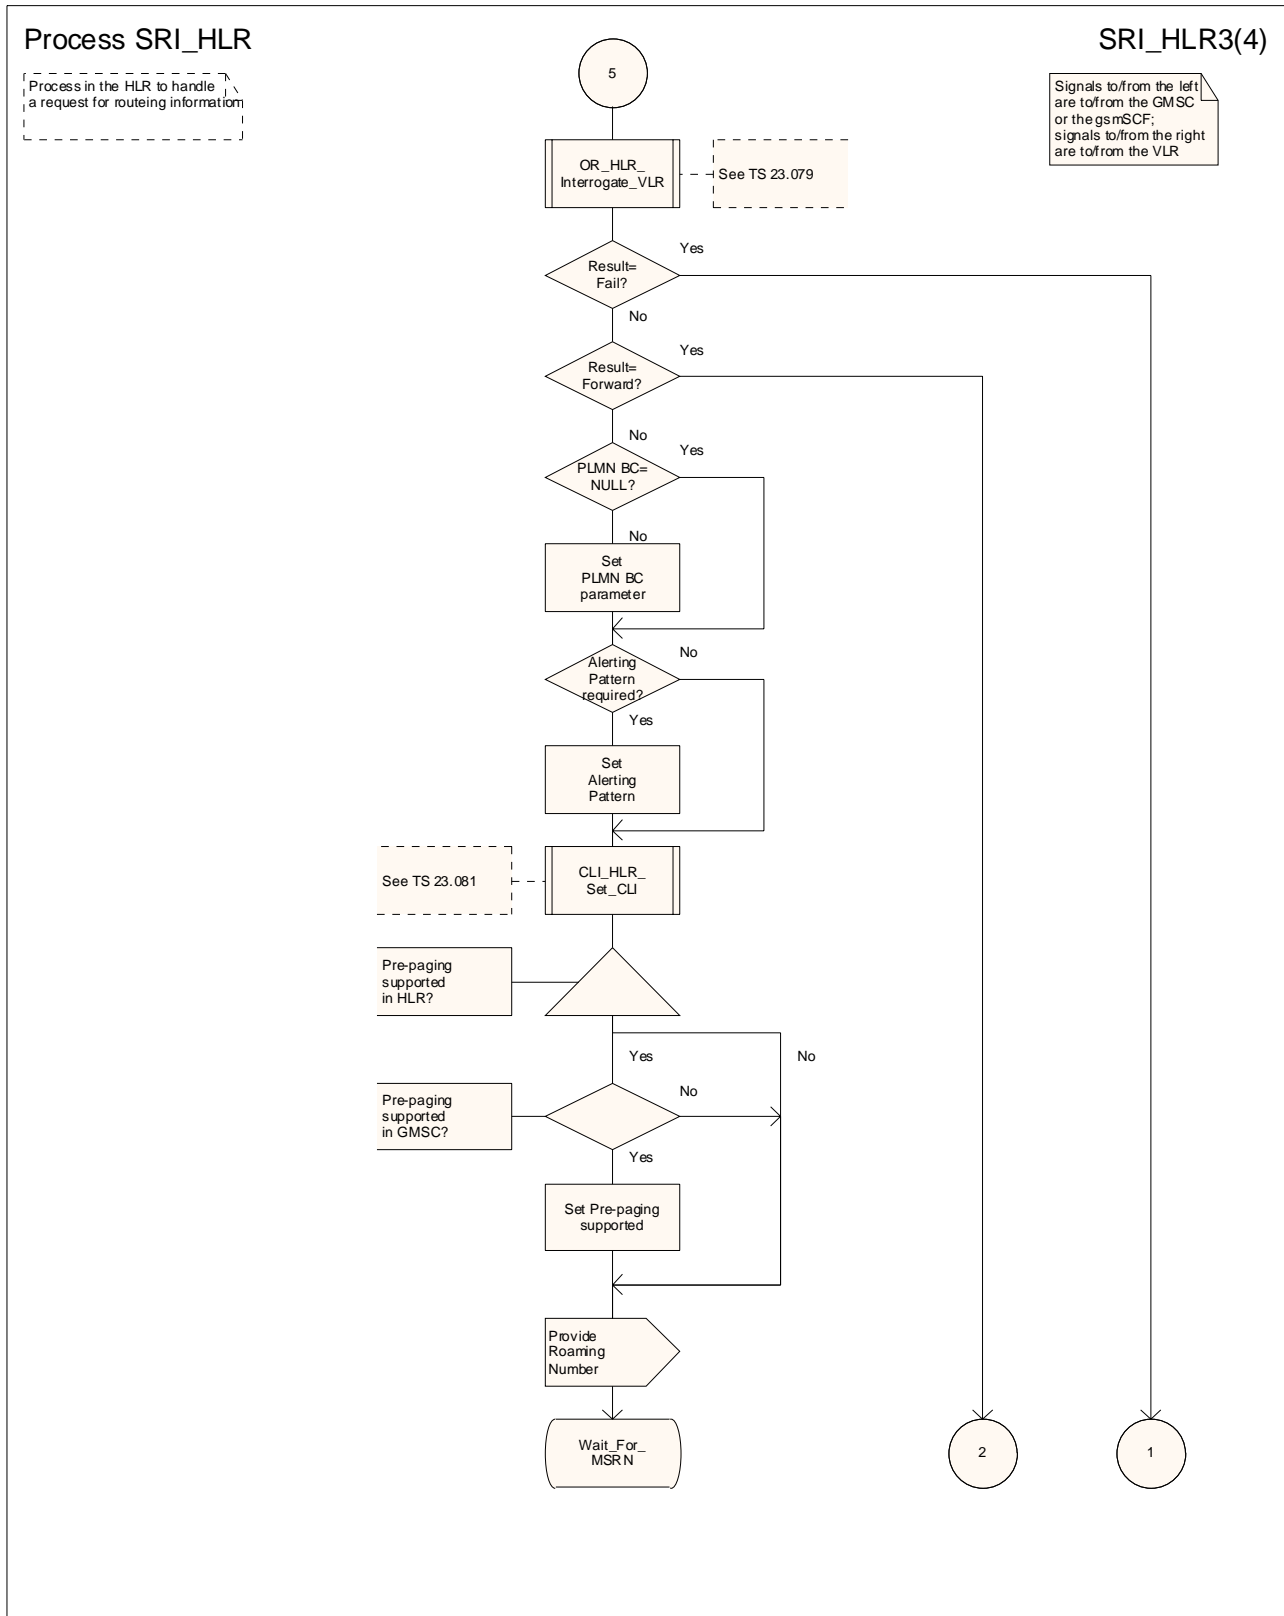 Process SRI_HLR
SRI_HLR3(4)
Process in the HLR to handle
a request for routeing information
5
Signals to/from the left
are to/from the GMSC
or the gsmSCF;
signals to/from the right
are to/from the VLR
OR_HLR_
Interrogate_VLR
See TS 23.079
Yes
Result=
Fail?
No
Yes
Result=
Forward?
No
Yes
PLMN BC=
NULL?
No
Set
PLMN BC
parameter
No
Alerting
Pattern
required?
Yes
Set
Alerting
Pattern
See TS 23.081
CLI_HLR_
Set_CLI
Pre-paging
supported
in HLR?
Yes
No
Pre-paging
supported
in GMSC?
No
Yes
Set Pre-paging
supported
Provide
Roaming
Number
Wait_For_
MSRN
2
1